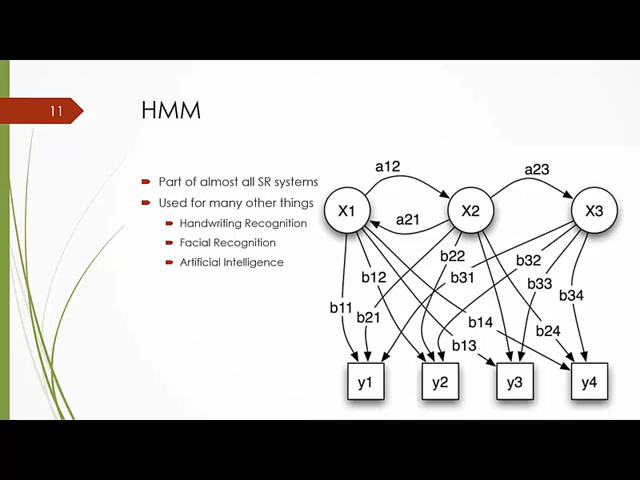 11
HMM
Part of almost all SR systems
Used for many other things
Handwriting Recognition
Facial Recognition
Artificial Intelligence
a12
a23
X1
X2
X3
a21
b22
b32
b12
b31
b33
b34
b11
b21
b14
b24
b13
y1
y2
y3
y4